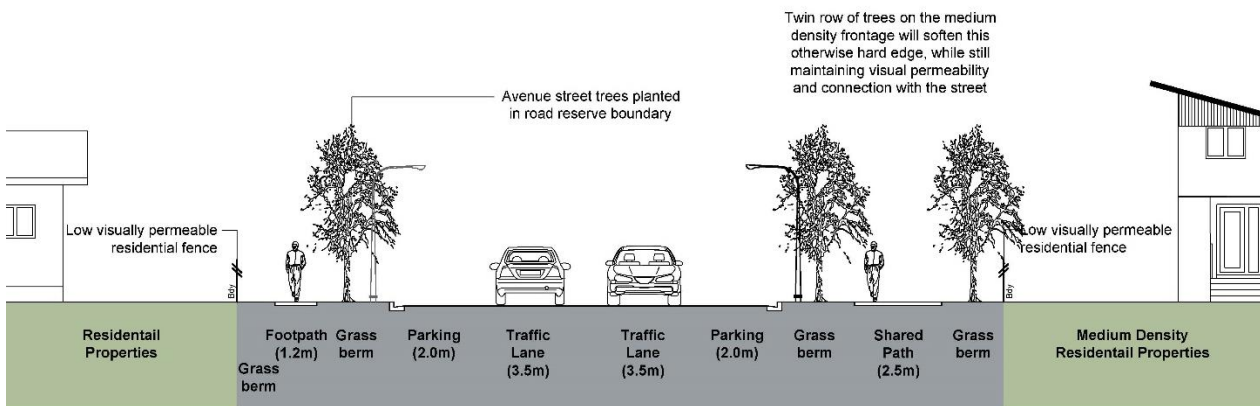 Twin row of trees on the medium
density frontage will soften this
otherwise hard edge, while still
maintaining visual permeability
and connection with the street
Avenue street trees planted
in road reserve boundary
Low visually permeable
residential fence
Low visually permeable
residential fence
Bdy
Bdy
Residentail
Properties
Grass
berm
Footpath
(1.2m)
Grass
berm
Parking
(2.0m)
Traffic
Lane
(3.5m)
Traffic
Lane
(3.5m)
Parking
(2.0m)
Grass
berm
Shared
Path
(2.5m)
Grass
berm
Medium Density
Residentail Properties